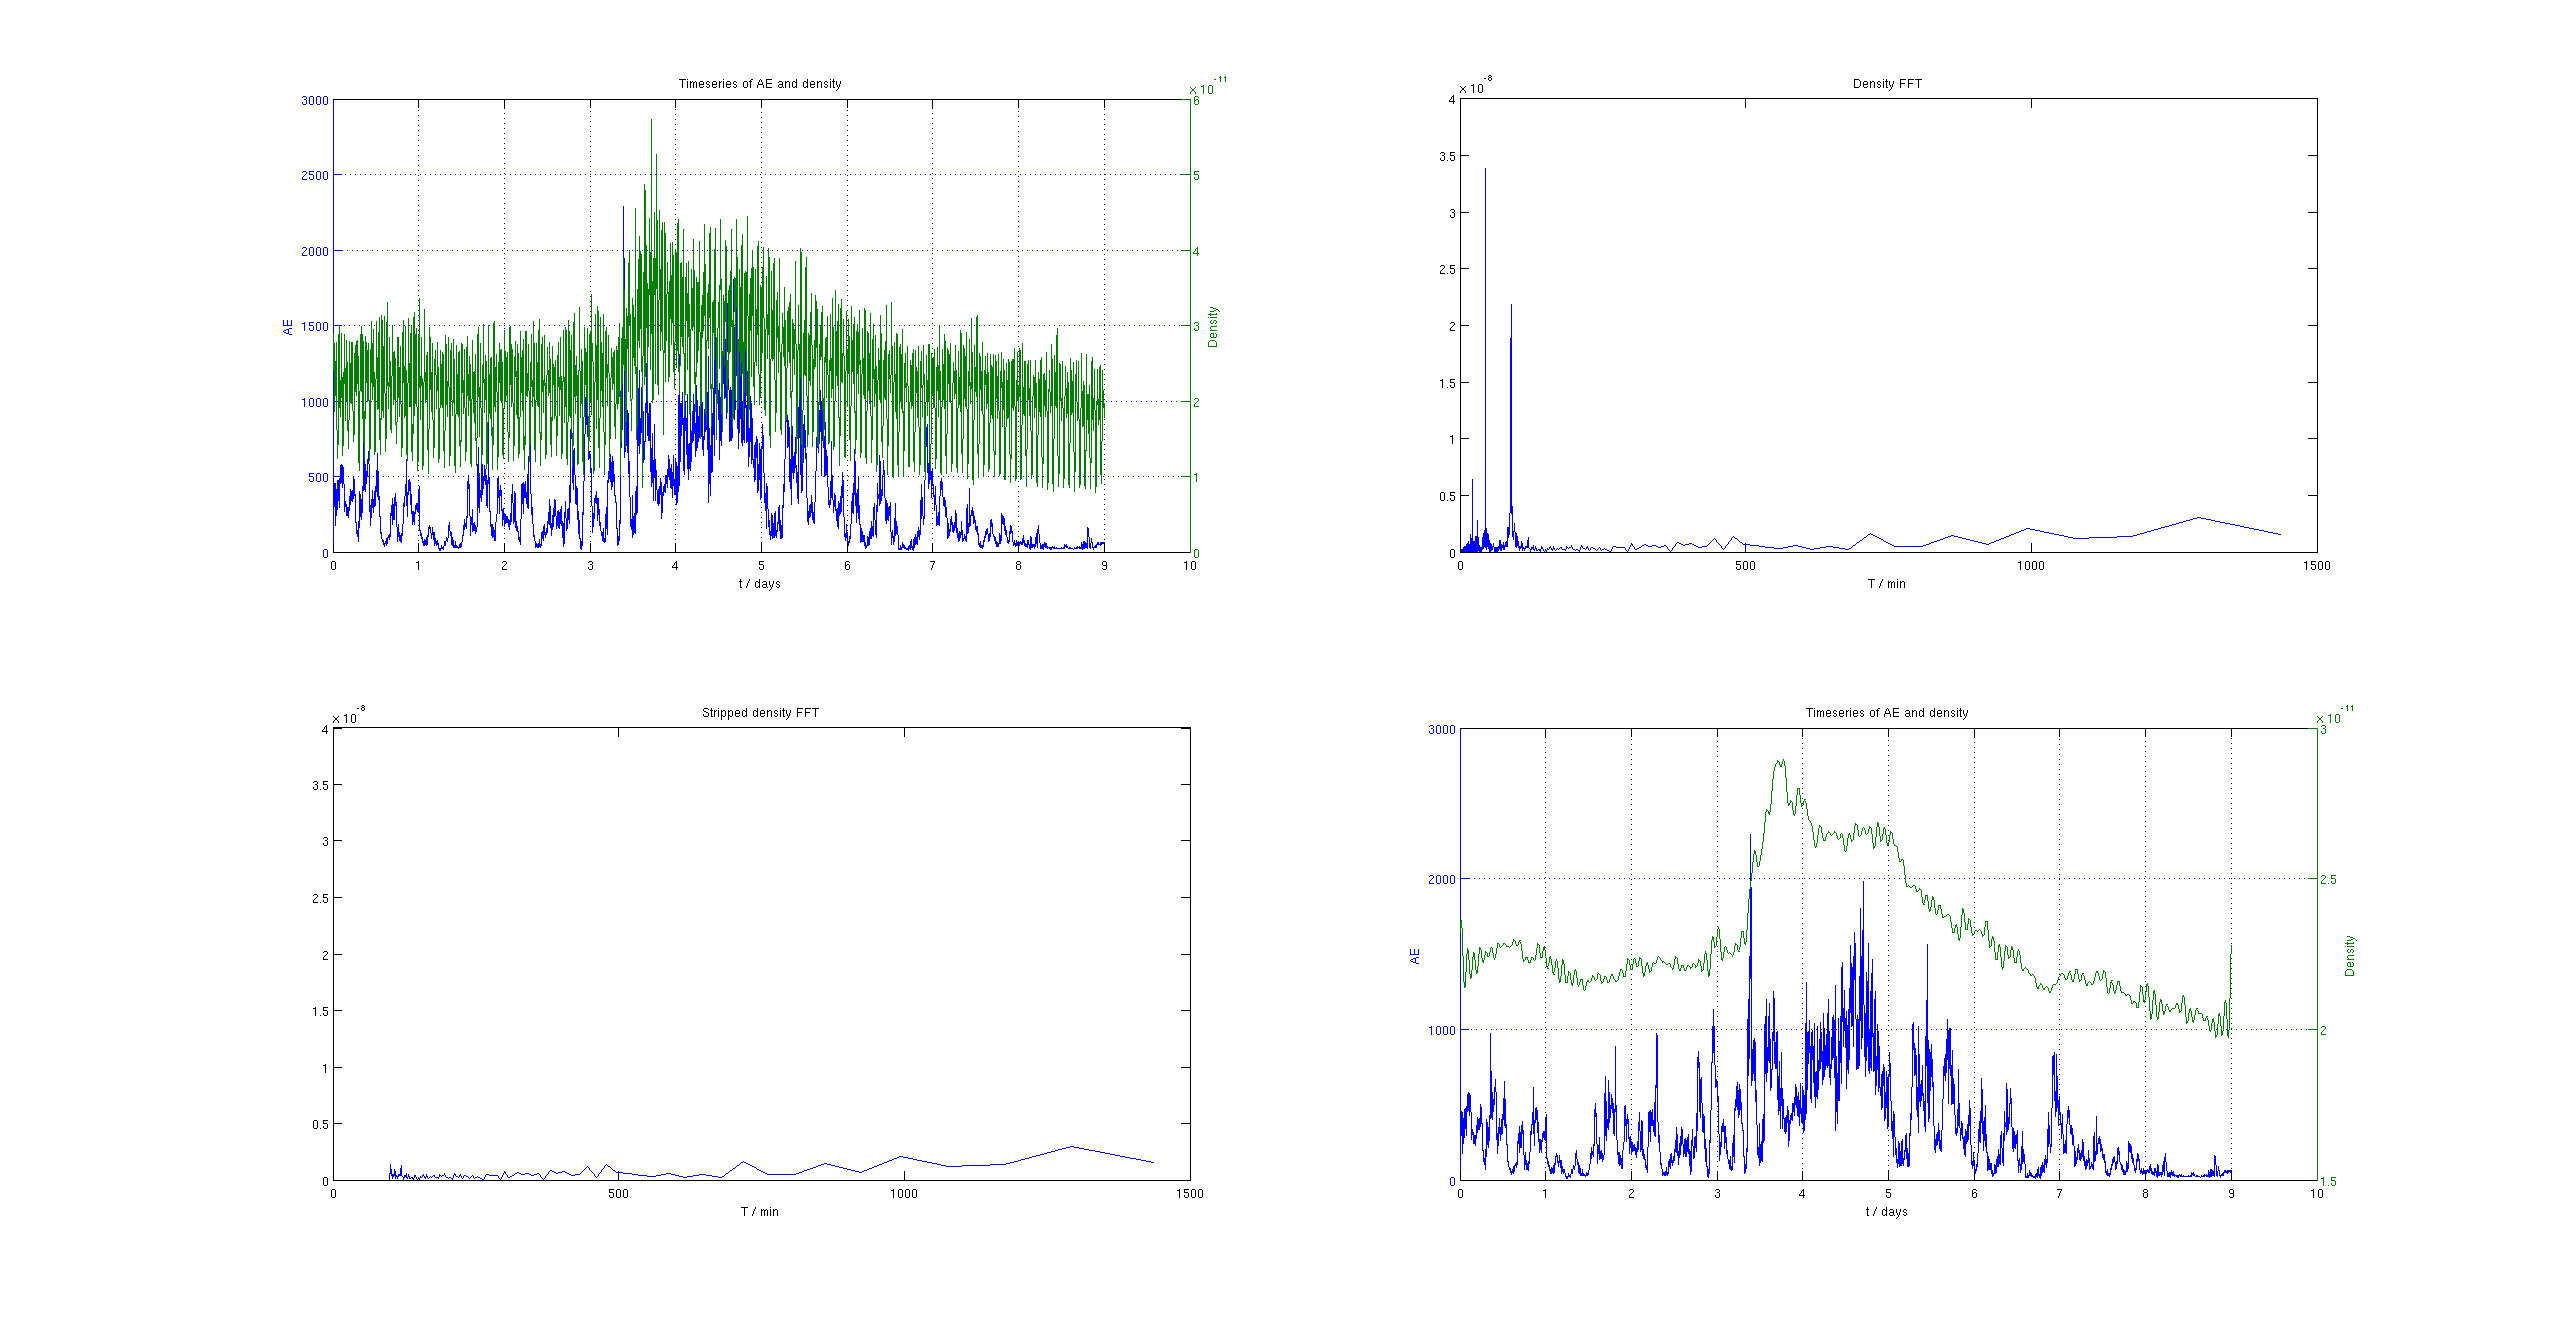 Timeseries of AE and density
×10^-11
3000
2500
2000
1500
1000
500
0
AE
6
5
4
3
2
1
0
Density
0 1 2 3 4 5 6 7 8 9 10
t / days
Density FFT
×10^-8
4
3.5
3
2.5
2
1.5
1
0.5
0
0 500 1000 1500
T / min
Stripped density FFT
×10^-8
4
3.5
3
2.5
2
1.5
1
0.5
0
0 500 1000 1500
T / min
Timeseries of AE and density
×10^-11
3000
2000
1000
0
AE
3
2.5
2
1.5
Density
0 1 2 3 4 5 6 7 8 9 10
t / days